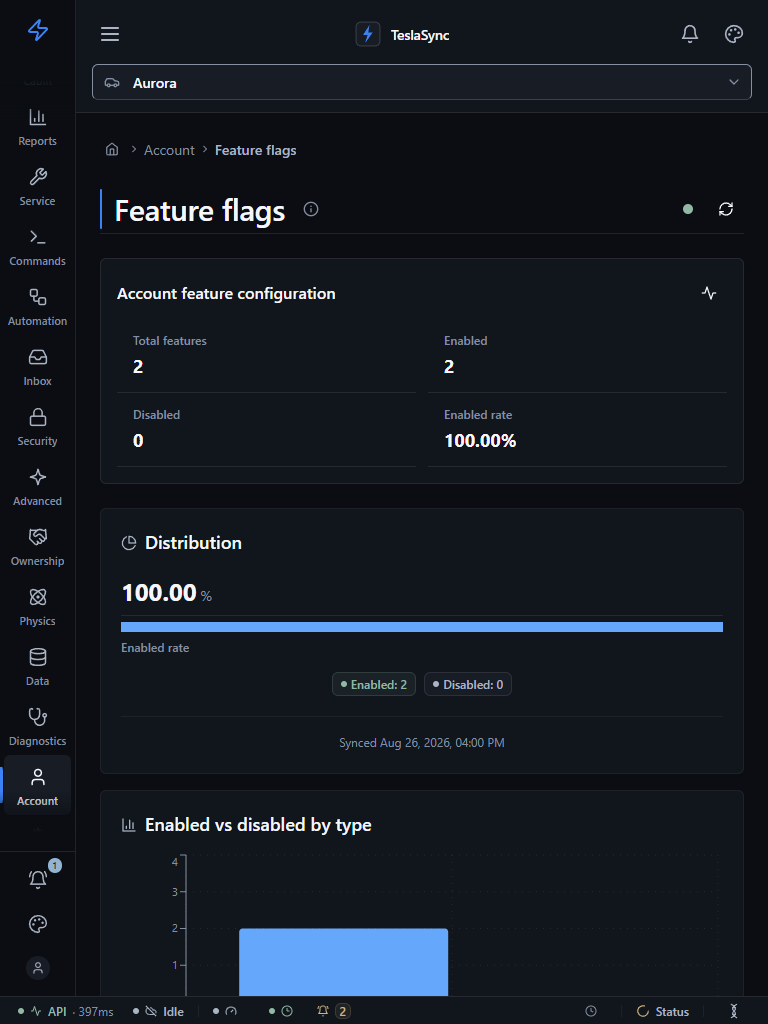 TeslaSync
Aurora
Reports
Service
Commands
Automation
Inbox
Security
Advanced
Ownership
Physics
Data
Diagnostics
Account
1
Account
Feature flags
Feature flags
Account feature configuration
Total features
2
Enabled
2
Disabled
0
Enabled rate
100.00%
Distribution
100.00 %
Enabled rate
Enabled: 2
Disabled: 0
Synced Aug 26, 2026, 04:00 PM
Enabled vs disabled by type
4
3
2
1
API · 397ms
Idle
2
Status